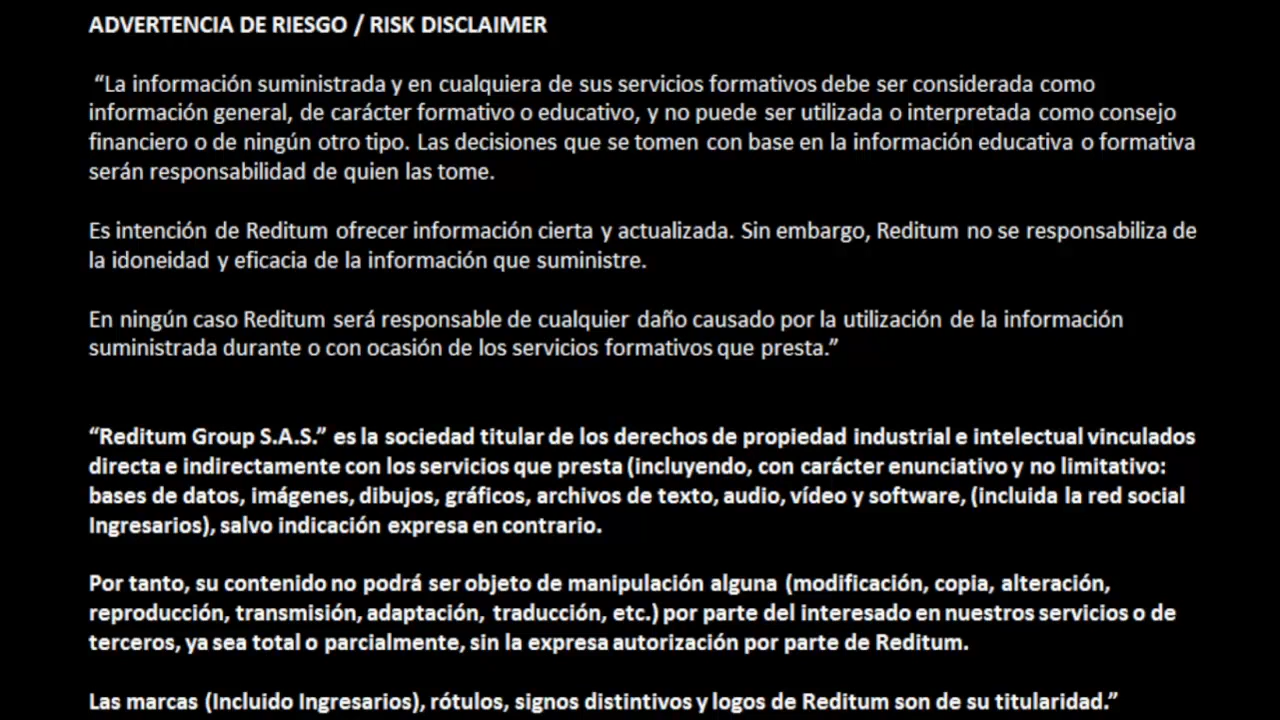 ADVERTENCIA DE RIESGO / RISK DISCLAIMER
“La información suministrada y en cualquiera de sus servicios formativos debe ser considerada como
información general, de carácter formativo o educativo, y no puede ser utilizada o interpretada como consejo
financiero o de ningún otro tipo. Las decisiones que se tomen con base en la información educativa o formativa
serán responsabilidad de quien las tome.
Es intención de Reditum ofrecer información cierta y actualizada. Sin embargo, Reditum no se responsabiliza de
la idoneidad y eficacia de la información que suministre.
En ningún caso Reditum será responsable de cualquier daño causado por la utilización de la información
suministrada durante o con ocasión de los servicios formativos que presta.”
“Reditum Group S.A.S.” es la sociedad titular de los derechos de propiedad industrial e intelectual vinculados
directa e indirectamente con los servicios que presta (incluyendo, con carácter enunciativo y no limitativo:
bases de datos, imágenes, dibujos, gráficos, archivos de texto, audio, vídeo y software, (incluida la red social
Ingresarios), salvo indicación expresa en contrario.
Por tanto, su contenido no podrá ser objeto de manipulación alguna (modificación, copia, alteración,
reproducción, transmisión, adaptación, traducción, etc.) por parte del interesado en nuestros servicios o de
terceros, ya sea total o parcialmente, sin la expresa autorización por parte de Reditum.
Las marcas (Incluido Ingresarios), rótulos, signos distintivos y logos de Reditum son de su titularidad.”